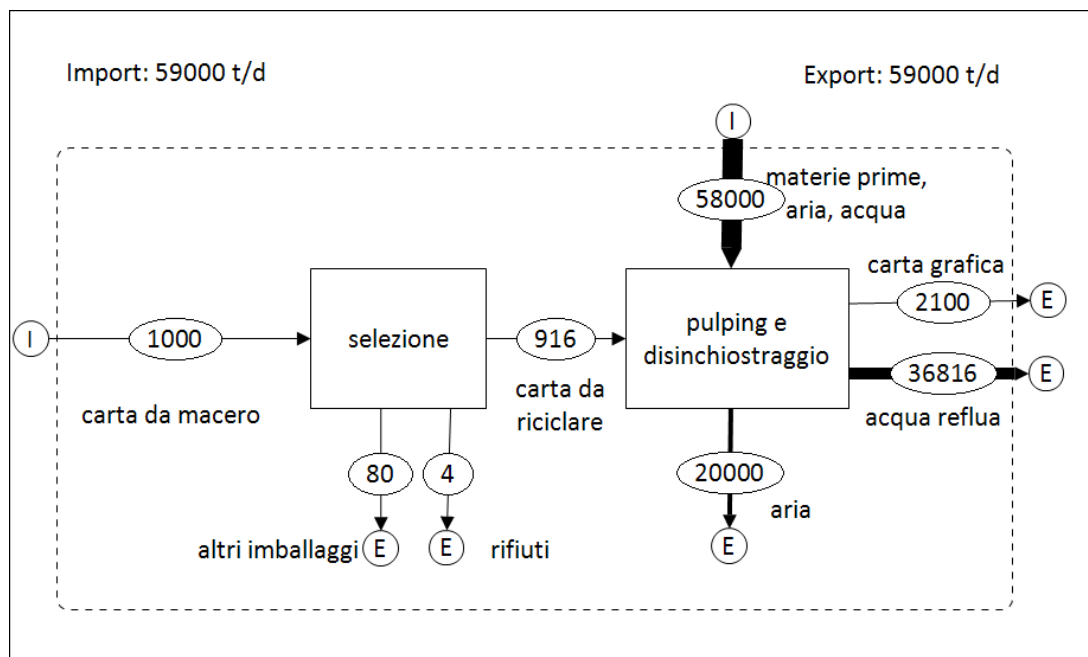 Import: 59000 t/d
Export: 59000 t/d
I
58000
materie prime,
aria, acqua
carta grafica
2100
E
I
1000
selezione
916
pulping e
disinchiostraggio
36816
E
carta da macero
carta da
riciclare
acqua reflua
80
4
20000
aria
altri imballaggi
E
E
rifiuti
E